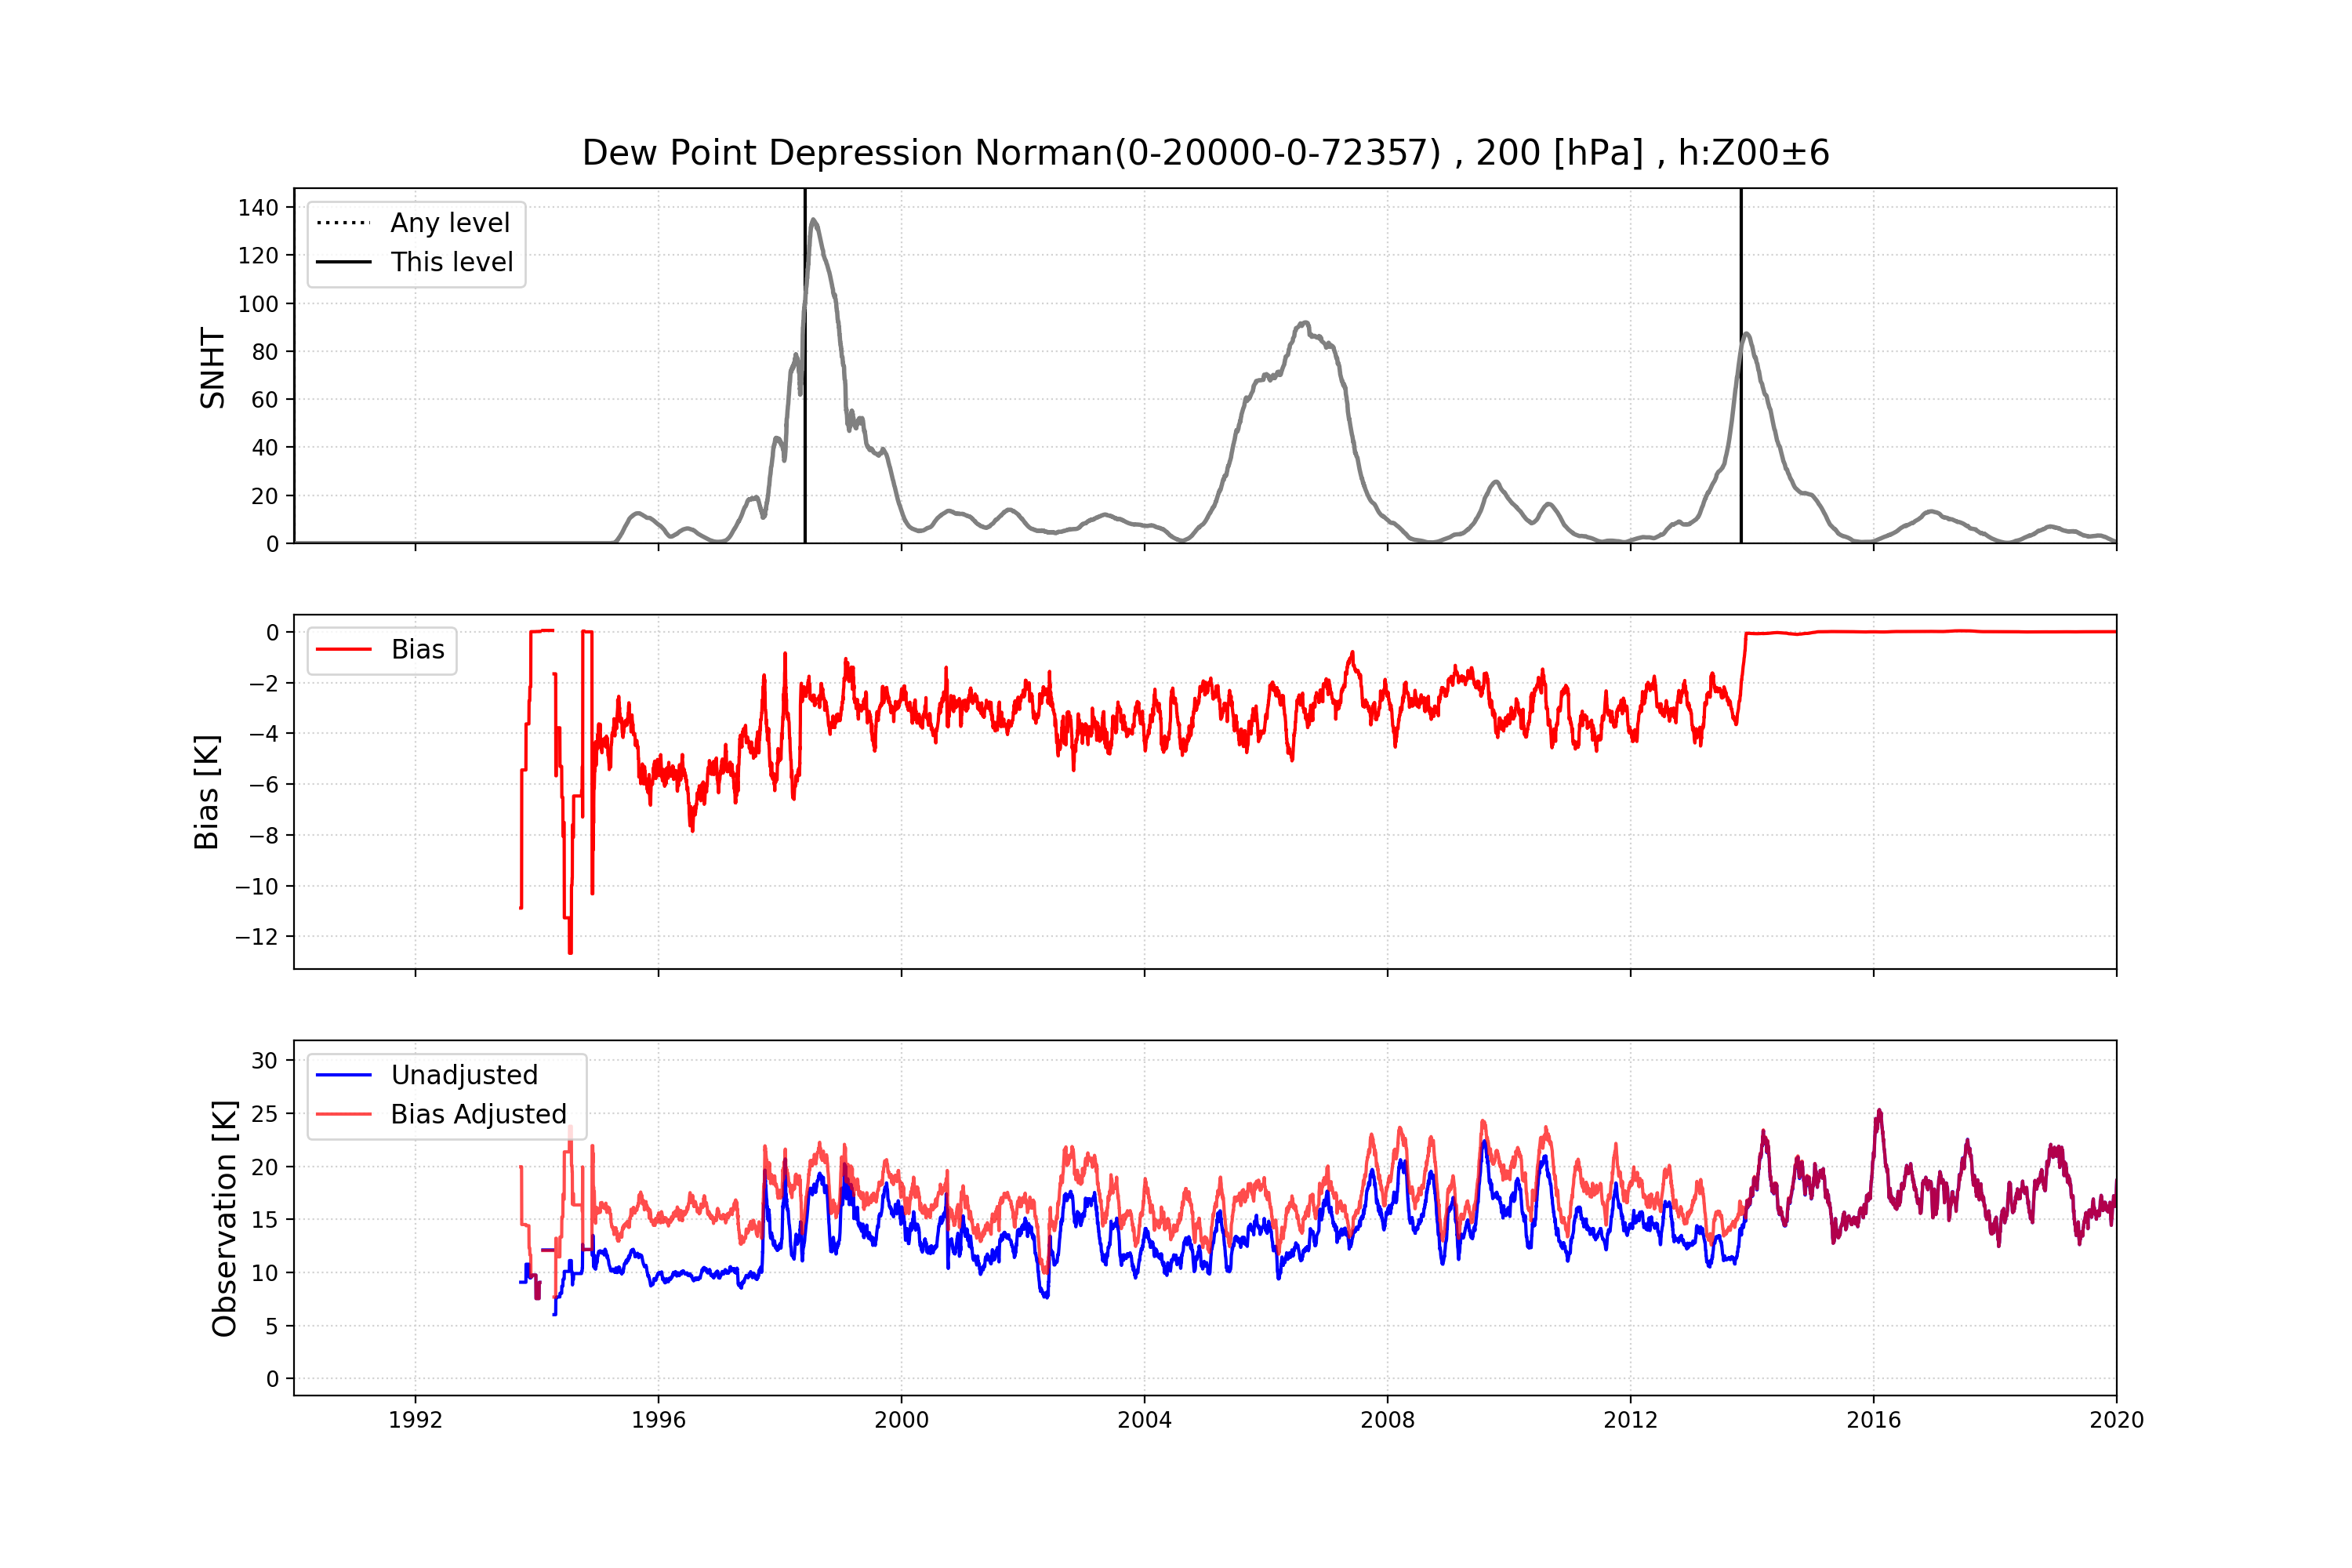 Dew Point Depression Norman(0-20000-0-72357) , 200 [hPa] , h:Z00±6
SNHT
140
120
100
80
60
40
20
0
Any level
This level
Bias [K]
0
−2
−4
−6
−8
−10
−12
Bias
Observation [K]
30
25
20
15
10
5
0
Unadjusted
Bias Adjusted
1992 1996 2000 2004 2008 2012 2016 2020